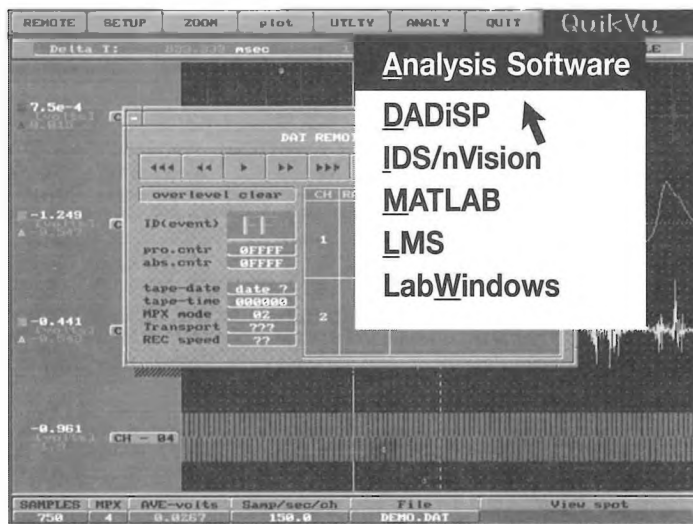 REMOTE SETUP ZOOM plot UTLTY ANALY QUIT QuikVu
Delta T: 833.333 msec
Analysis Software
DADiSP
IDS/nVision
MATLAB
LMS
LabWindows
7.5e-4
DAT REMO
overlevel clear CH
ID(event)
1
pro.cntr 0FFFF
abs.cntr 0FFFF
tape-date date ?
tape-time 000000
MPX mode 02
Transport ???
REC speed ??
2
-1.249
-0.441
-0.961
CH - 04
SAMPLES MPX AVE-volts Samp/sec/ch File View spot
750 4 0.0267 150.0 DEMO.DAT